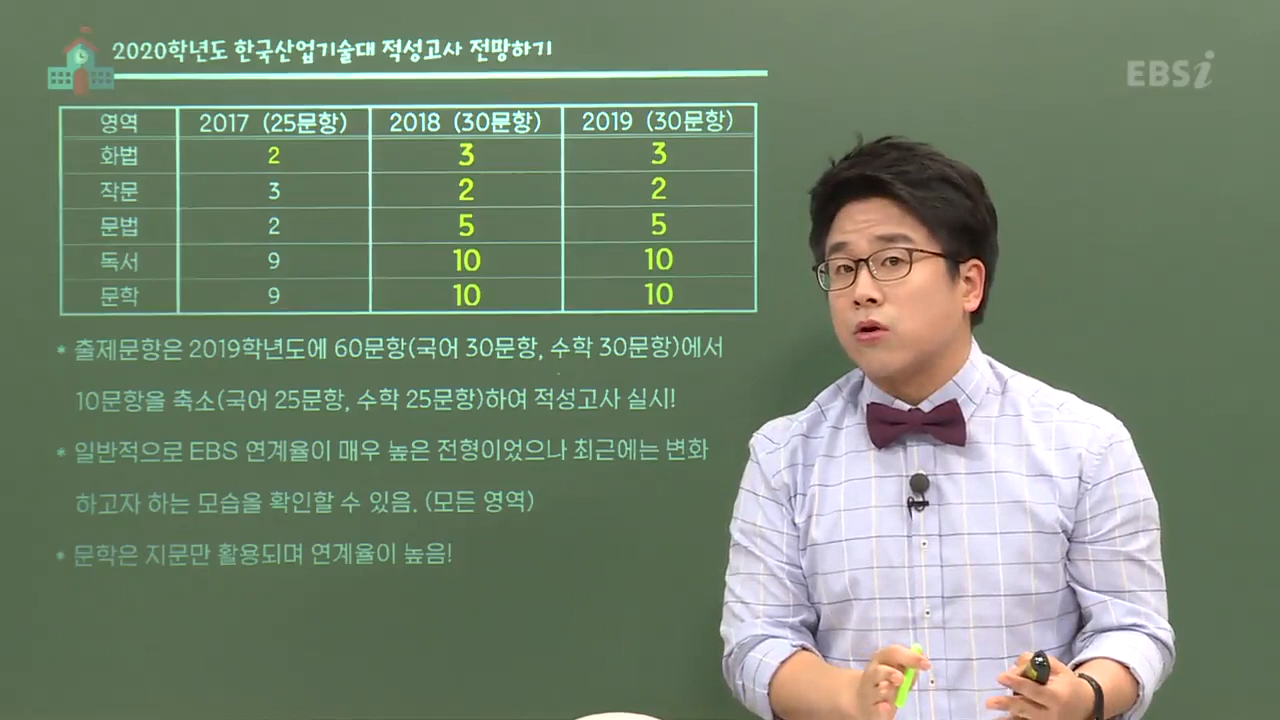 2020학년도 한국산업기술대 적성고사 전망하기
EBSi
영역 2017 (25문항) 2018 (30문항) 2019 (30문항)
화법 2 3 3
작문 3 2 2
문법 2 5 5
독서 9 10 10
문학 9 10 10
* 출제문항은 2019학년도에 60문항(국어 30문항, 수학 30문항)에서
10문항을 축소(국어 25문항, 수학 25문항)하여 적성고사 실시!
* 일반적으로 EBS 연계율이 매우 높은 전형이었으나 최근에는 변화
하고자 하는 모습을 확인할 수 있음. (모든 영역)
* 문학은 지문만 활용되며 연계율이 높음!